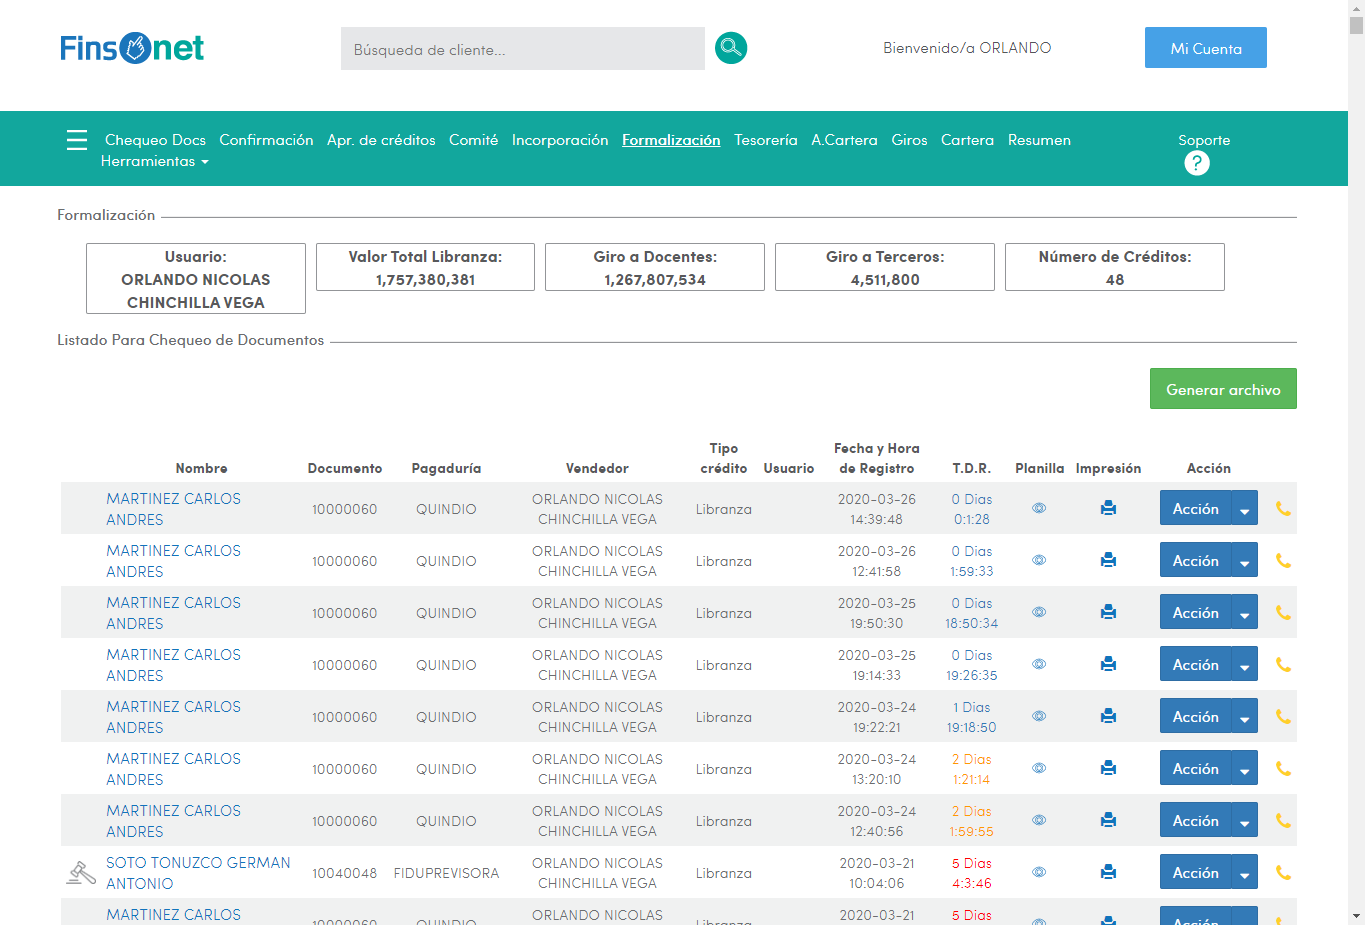 Finsonet
Búsqueda de cliente...
Bienvenido/a ORLANDO
Mi Cuenta
Chequeo Docs Confirmación Apr. de créditos Comité Incorporación Formalización Tesorería A.Cartera Giros Cartera Resumen
Herramientas
Soporte
?
Formalización
Usuario:
ORLANDO NICOLAS
CHINCHILLA VEGA
Valor Total Libranza:
1,757,380,381
Giro a Docentes:
1,267,807,534
Giro a Terceros:
4,511,800
Número de Créditos:
48
Listado Para Chequeo de Documentos
Generar archivo
Nombre Documento Pagaduría Vendedor Tipo crédito Usuario Fecha y Hora de Registro T.D.R. Planilla Impresión Acción
MARTINEZ CARLOS ANDRES 10000060 QUINDIO ORLANDO NICOLAS CHINCHILLA VEGA Libranza 2020-03-26 14:39:48 0 Dias 0:1:28 Acción
MARTINEZ CARLOS ANDRES 10000060 QUINDIO ORLANDO NICOLAS CHINCHILLA VEGA Libranza 2020-03-26 12:41:58 0 Dias 1:59:33 Acción
MARTINEZ CARLOS ANDRES 10000060 QUINDIO ORLANDO NICOLAS CHINCHILLA VEGA Libranza 2020-03-25 19:50:30 0 Dias 18:50:34 Acción
MARTINEZ CARLOS ANDRES 10000060 QUINDIO ORLANDO NICOLAS CHINCHILLA VEGA Libranza 2020-03-25 19:14:33 0 Dias 19:26:35 Acción
MARTINEZ CARLOS ANDRES 10000060 QUINDIO ORLANDO NICOLAS CHINCHILLA VEGA Libranza 2020-03-24 19:22:21 1 Dias 19:18:50 Acción
MARTINEZ CARLOS ANDRES 10000060 QUINDIO ORLANDO NICOLAS CHINCHILLA VEGA Libranza 2020-03-24 13:20:10 2 Dias 1:21:14 Acción
MARTINEZ CARLOS ANDRES 10000060 QUINDIO ORLANDO NICOLAS CHINCHILLA VEGA Libranza 2020-03-24 12:40:56 2 Dias 1:59:55 Acción
SOTO TONUZCO GERMAN ANTONIO 10040048 FIDUPREVISORA ORLANDO NICOLAS CHINCHILLA VEGA Libranza 2020-03-21 10:04:06 5 Dias 4:3:46 Acción
MARTINEZ CARLOS 10000060 QUINDIO ORLANDO NICOLAS Libranza 2020-03-21 5 Dias Acción